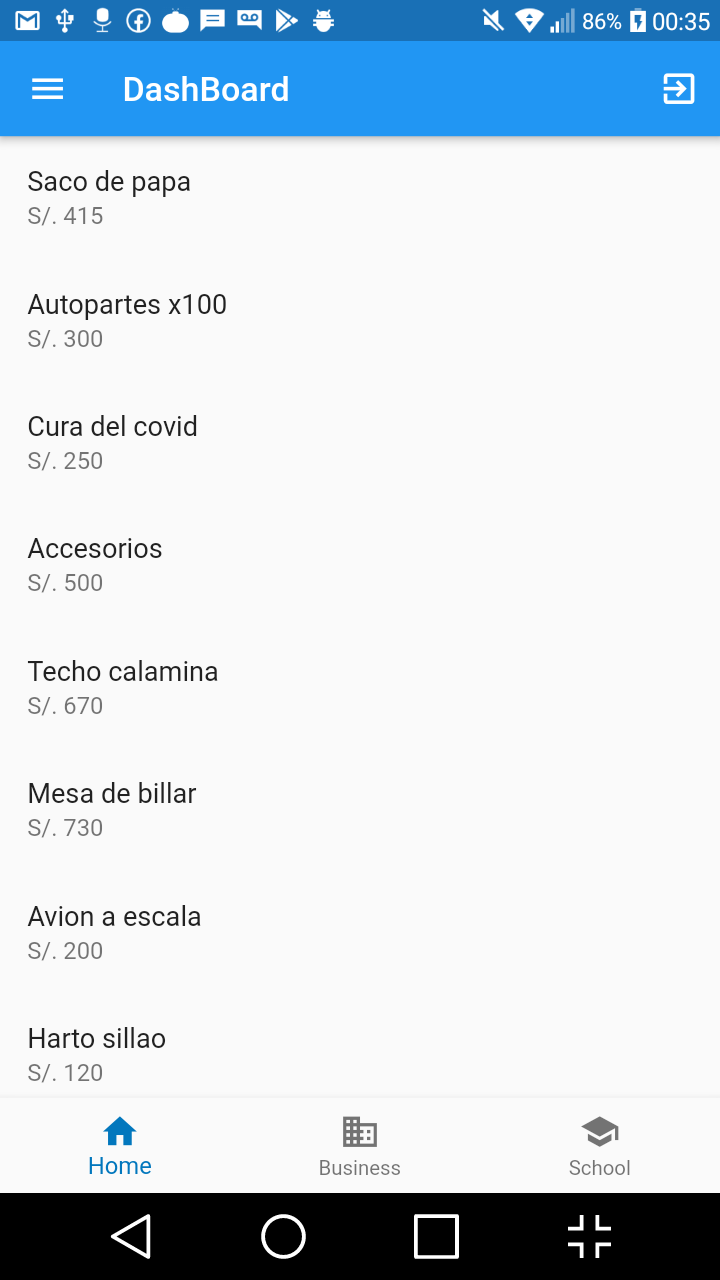 86% 00:35
DashBoard
Saco de papa
S/. 415
Autopartes x100
S/. 300
Cura del covid
S/. 250
Accesorios
S/. 500
Techo calamina
S/. 670
Mesa de billar
S/. 730
Avion a escala
S/. 200
Harto sillao
S/. 120
Home Business School